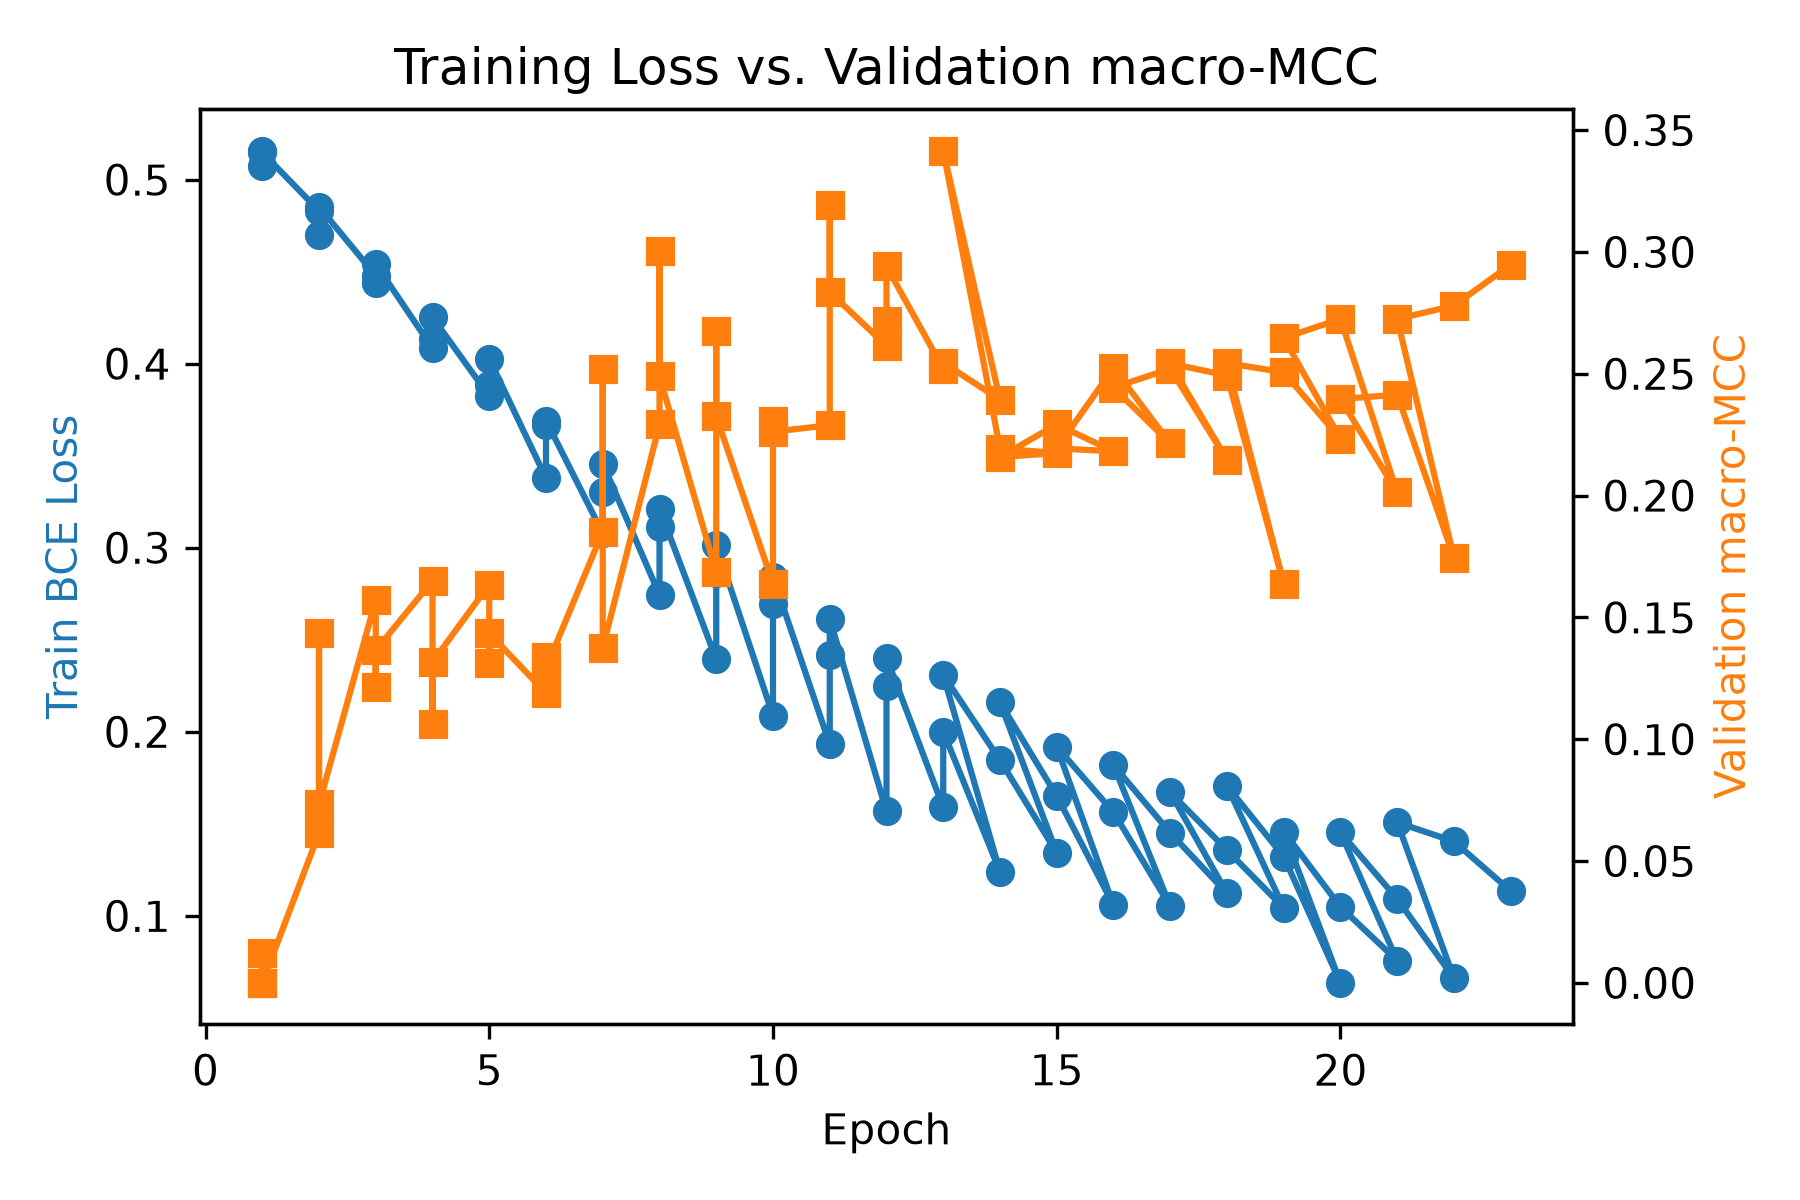 Training Loss vs. Validation macro-MCC
0.5
0.4
0.3
0.2
0.1
Train BCE Loss
0.35
0.30
0.25
0.20
0.15
0.10
0.05
0.00
Validation macro-MCC
0 5 10 15 20
Epoch